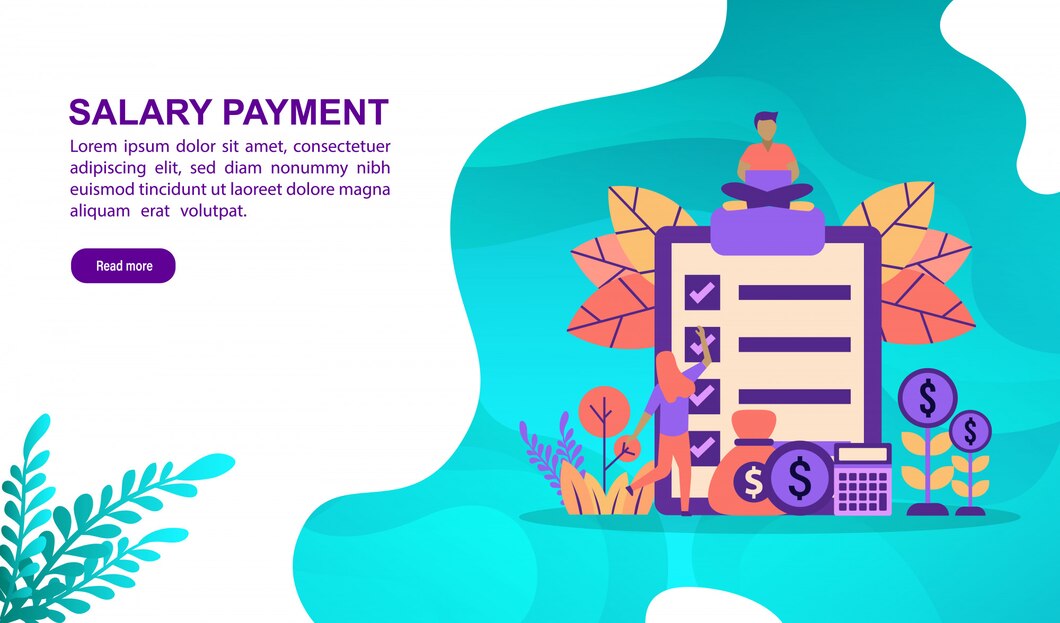 SALARY PAYMENT
Lorem ipsum dolor sit amet, consectetuer
adipiscing elit, sed diam nonummy nibh
euismod tincidunt ut laoreet dolore magna
aliquam erat volutpat.
Read more
$
$
$
$